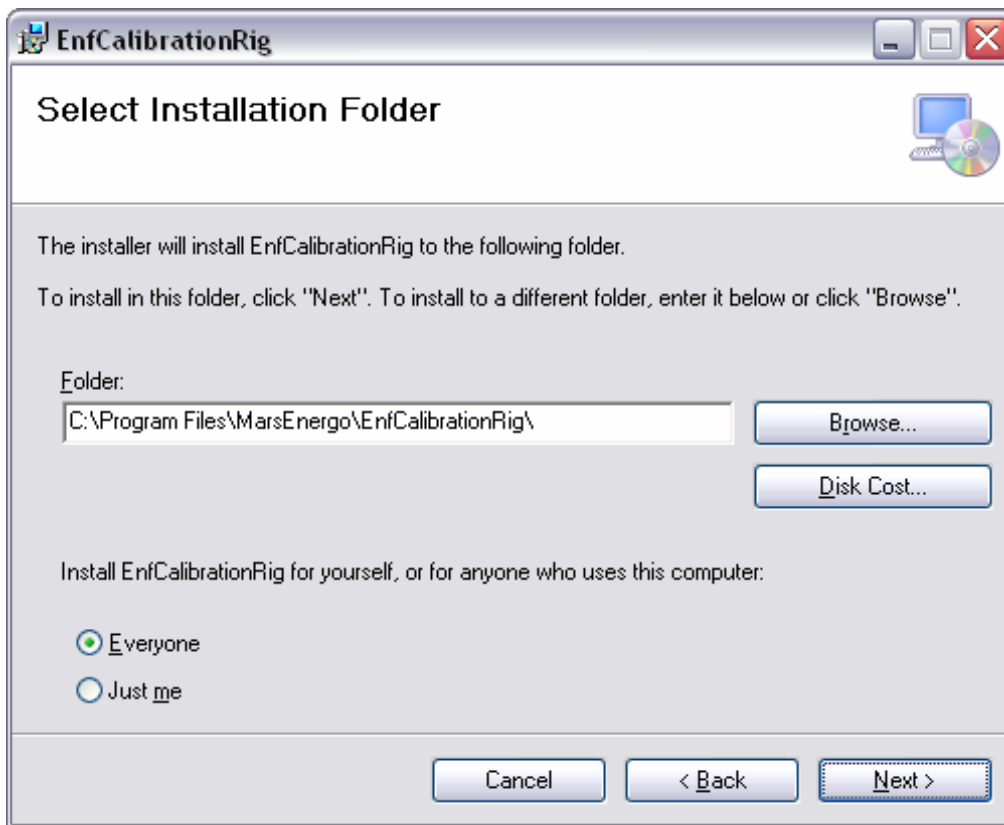 EnfCalibrationRig
Select Installation Folder
The installer will install EnfCalibrationRig to the following folder.
To install in this folder, click "Next". To install to a different folder, enter it below or click "Browse".
Folder:
C:\Program Files\MarsEnergo\EnfCalibrationRig\
Browse...
Disk Cost...
Install EnfCalibrationRig for yourself, or for anyone who uses this computer:
Everyone
Just me
Cancel < Back Next >